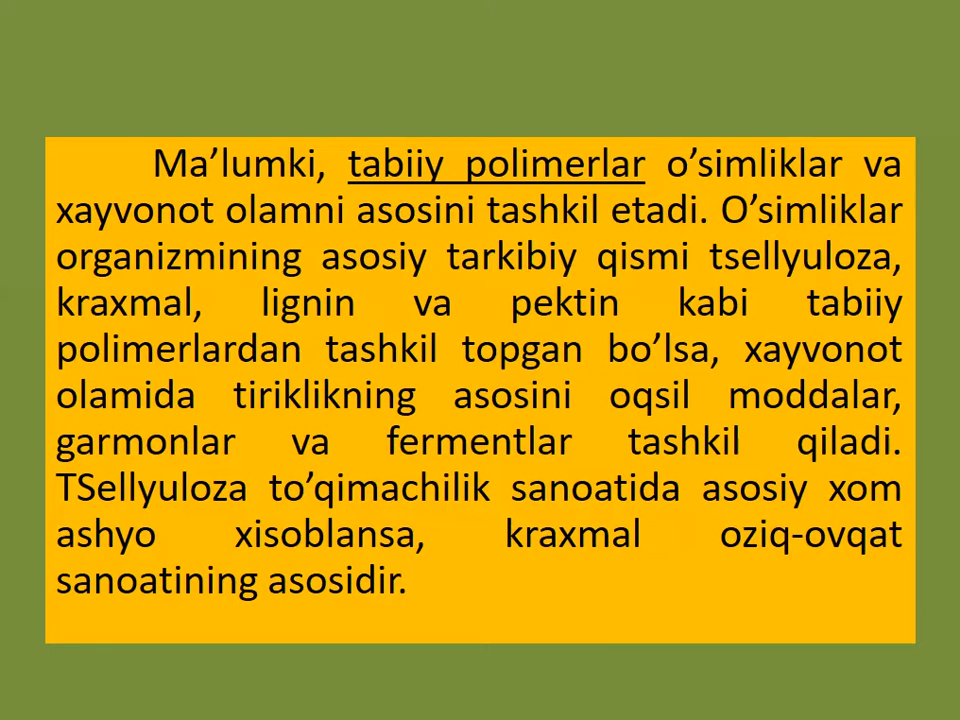 Ma’lumki, tabiiy polimerlar o’simliklar va
xayvonot olamni asosini tashkil etadi. O’simliklar
organizmining asosiy tarkibiy qismi tsellyuloza,
kraxmal, lignin va pektin kabi tabiiy
polimerlardan tashkil topgan bo’lsa, xayvonot
olamida tiriklikning asosini oqsil moddalar,
garmonlar va fermentlar tashkil qiladi.
TSellyuloza to’qimachilik sanoatida asosiy xom
ashyo xisoblansa, kraxmal oziq-ovqat
sanoatining asosidir.